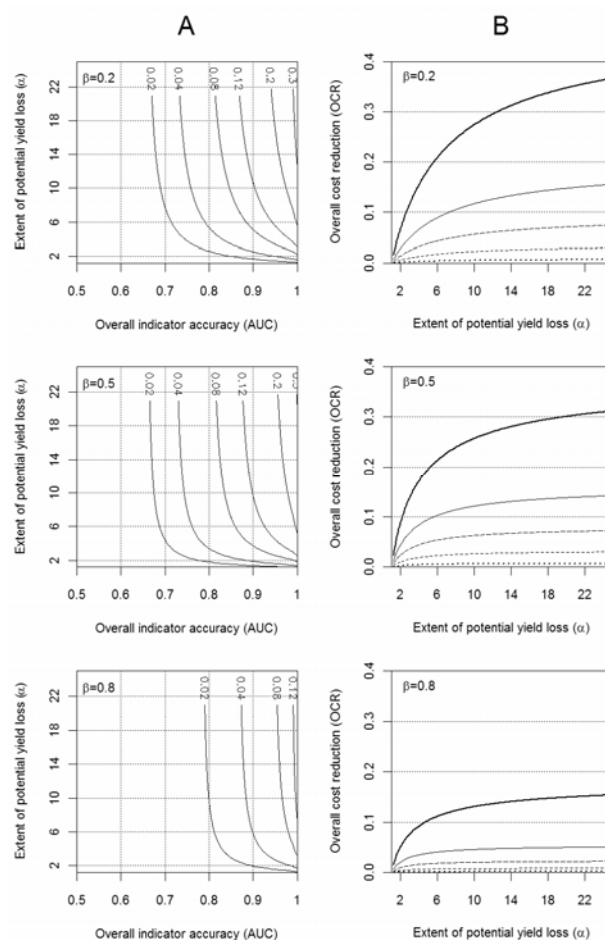 A
B
Extent of potential yield loss (α)
2 6 10 14 18 22
β=0.2
0.02 0.04 0.08 0.12 0.2 0.3
0.5 0.6 0.7 0.8 0.9 1
Overall indicator accuracy (AUC)
Overall cost reduction (OCR)
0.0 0.1 0.2 0.3 0.4
β=0.2
2 6 10 14 18 22
Extent of potential yield loss (α)
Extent of potential yield loss (α)
2 6 10 14 18 22
β=0.5
0.02 0.04 0.08 0.12 0.2
0.5 0.6 0.7 0.8 0.9 1
Overall indicator accuracy (AUC)
Overall cost reduction (OCR)
0.0 0.1 0.2 0.3 0.4
β=0.5
2 6 10 14 18 22
Extent of potential yield loss (α)
Extent of potential yield loss (α)
2 6 10 14 18 22
β=0.8
0.02 0.04 0.08 0.12
0.5 0.6 0.7 0.8 0.9 1
Overall indicator accuracy (AUC)
Overall cost reduction (OCR)
0.0 0.1 0.2 0.3 0.4
β=0.8
2 6 10 14 18 22
Extent of potential yield loss (α)